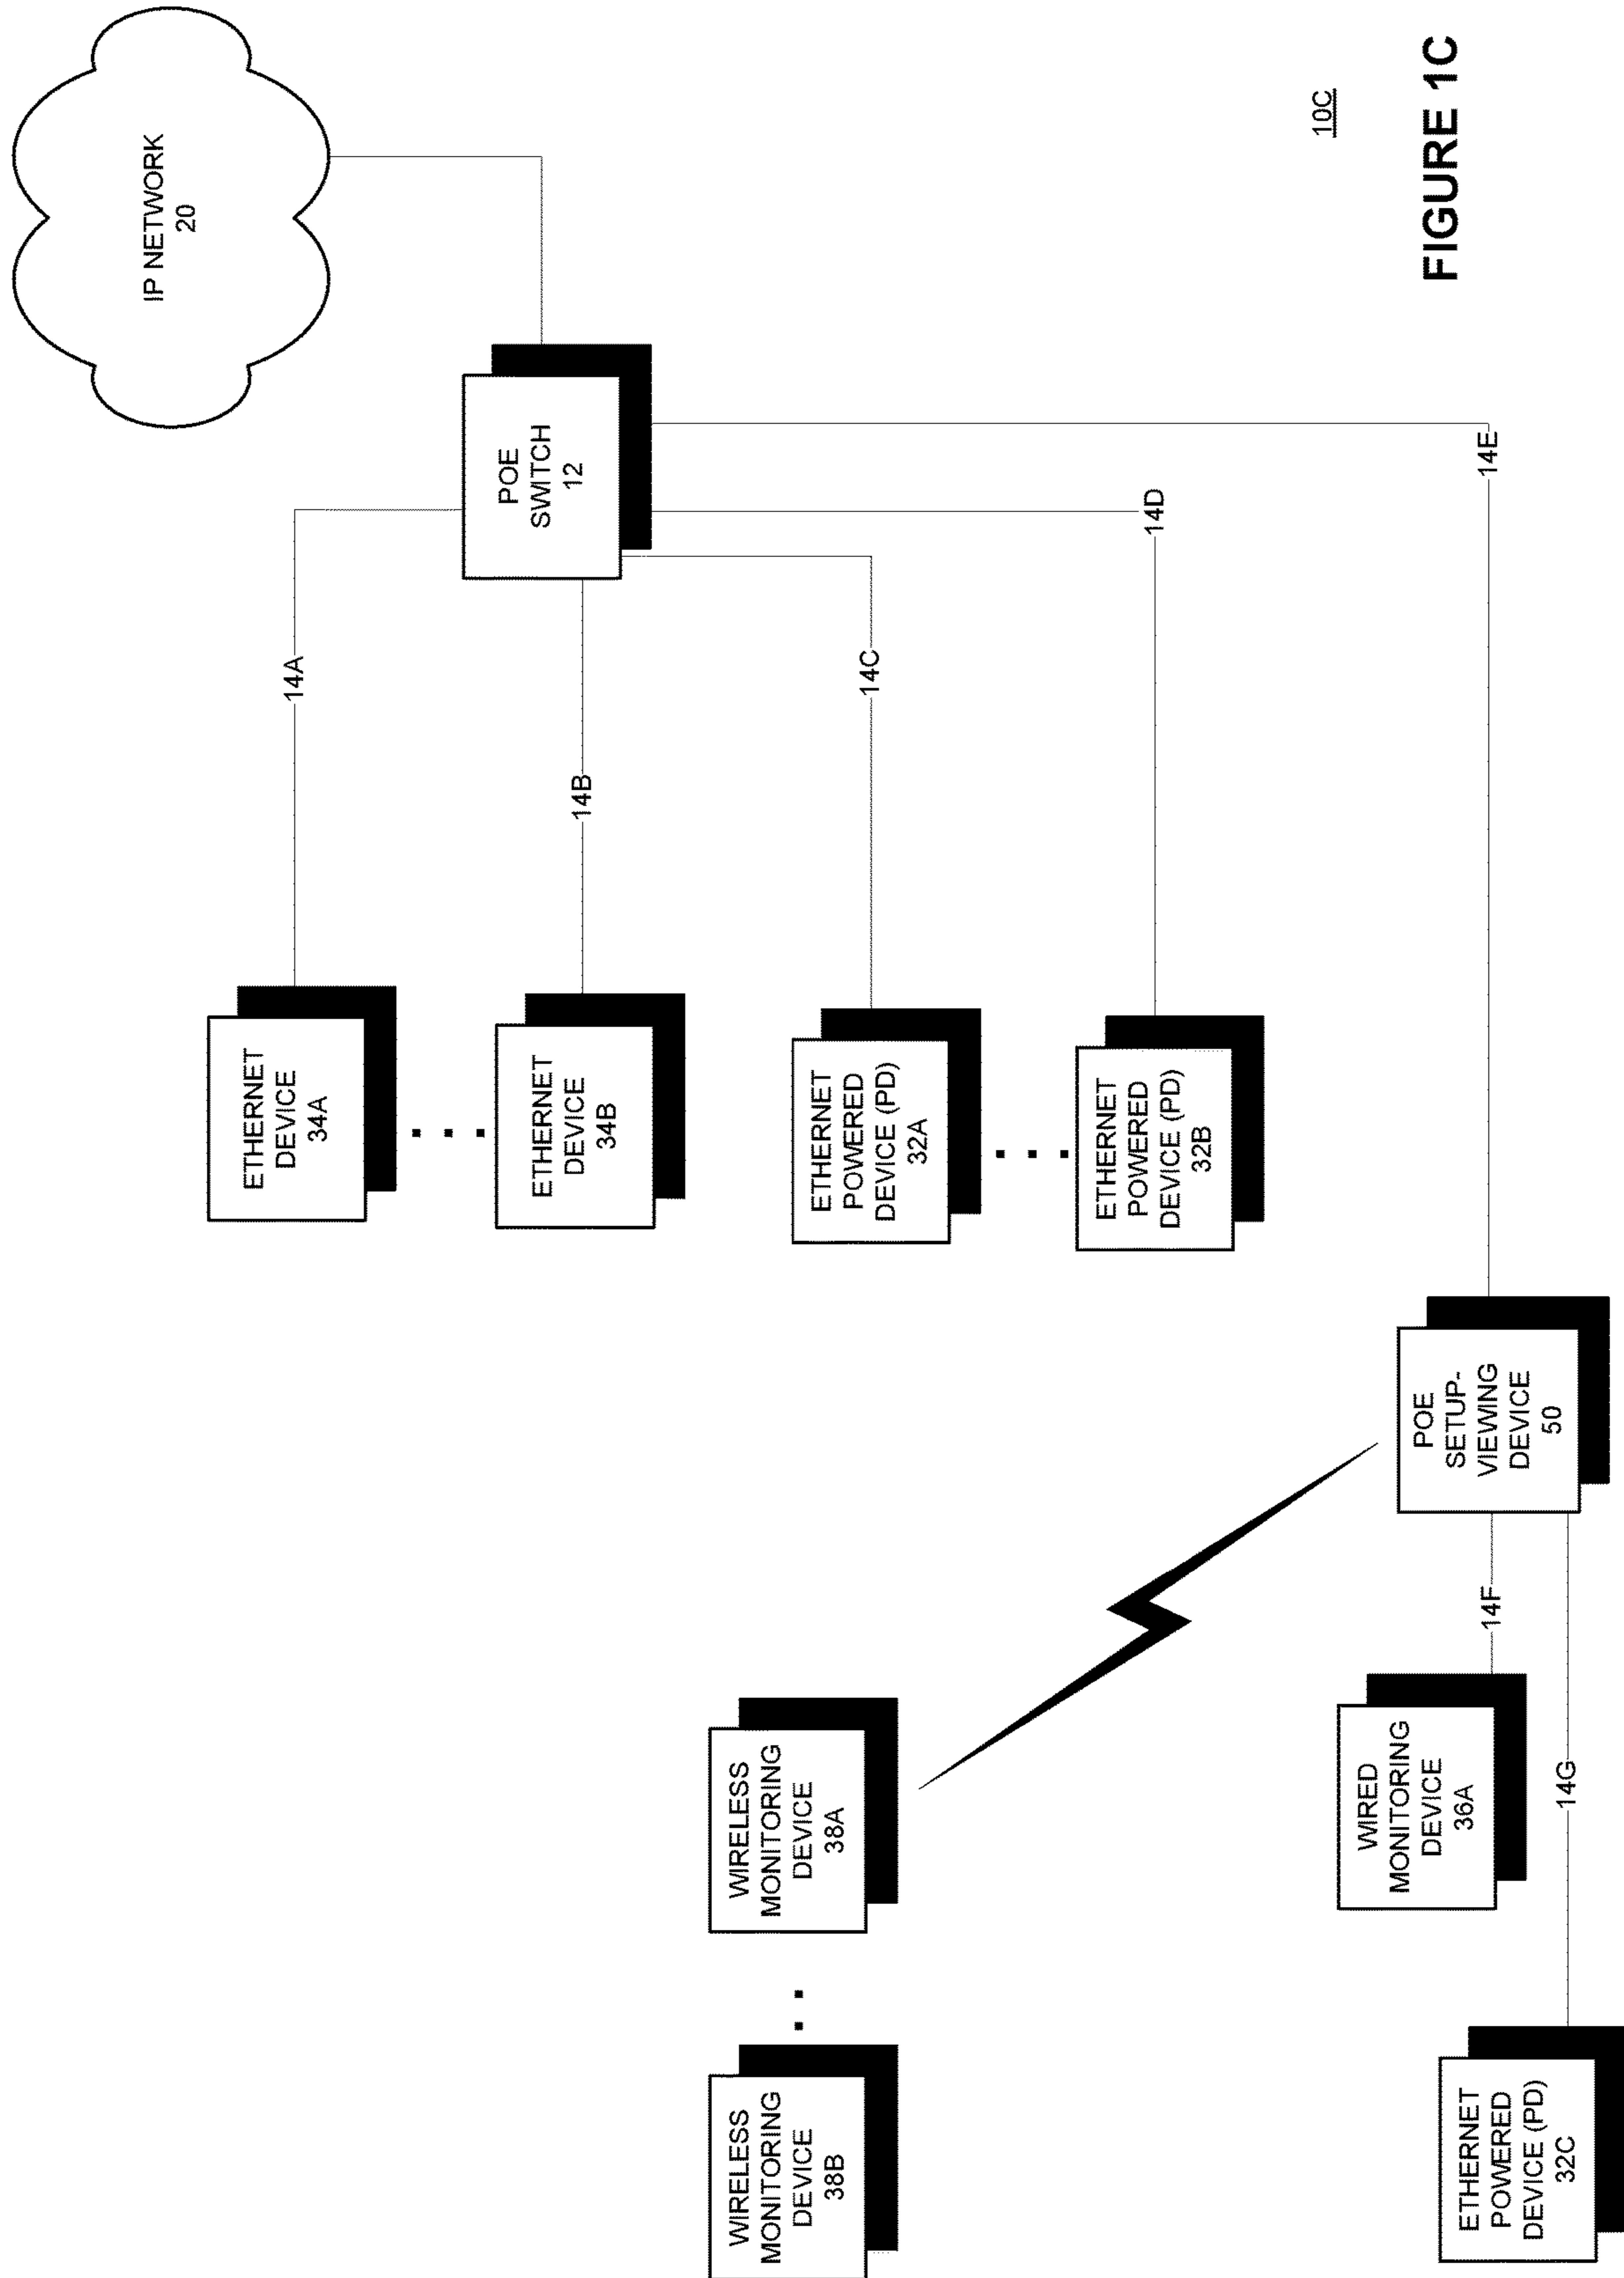 IP NETWORK
20
POE
SWITCH
12
14A
14B
14C
14D
14E
ETHERNET
DEVICE
34A
ETHERNET
DEVICE
34B
ETHERNET
POWERED
DEVICE (PD)
32A
ETHERNET
POWERED
DEVICE (PD)
32B
POE
SETUP-
VIEWING
DEVICE
50
14F
14G
WIRELESS
MONITORING
DEVICE
38A
WIRELESS
MONITORING
DEVICE
38B
WIRED
MONITORING
DEVICE
36A
ETHERNET
POWERED
DEVICE (PD)
32C
10C
FIGURE 1C